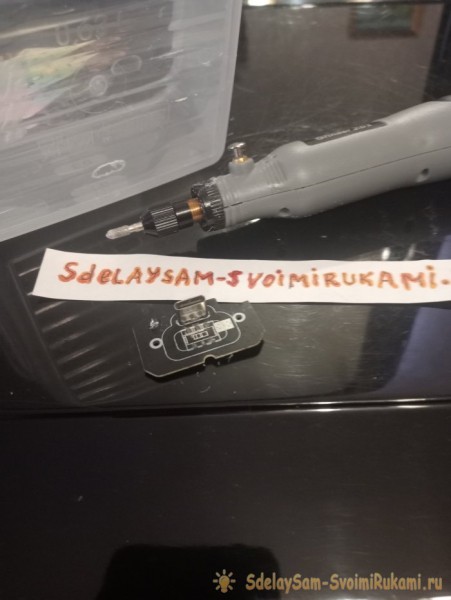 SdELAYSAM-SVOiMiRUKAMi.
SdelaySam-SvoimiRukami.ru